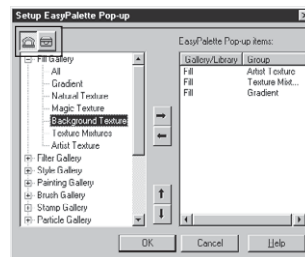 Setup EasyPalette Pop-up
EasyPalette Pop-up items:
Fill Gallery
All
Gradient
Natural Texture
Magic Texture
Background Texture
Texture Mixtures
Artist Texture
Filter Gallery
Style Gallery
Painting Gallery
Brush Gallery
Stamp Gallery
Particle Gallery
Gallery/Library Group
Fill Artist Texture
Fill Texture Mixt...
Fill Gradient
OK Cancel Help